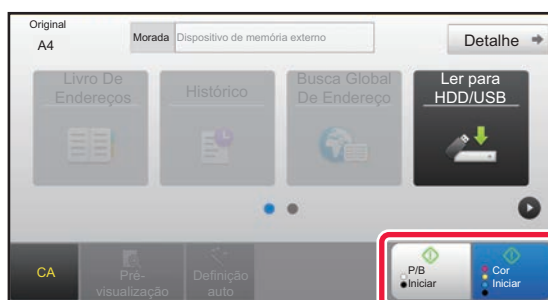 Original
A4
Morada Dispositivo de memória externo
Detalhe
Livro De
Endereços
Histórico
Busca Global
De Endereço
Ler para
HDD/USB
CA
Pré-
visualização
Definição
auto
P/B
Iniciar
Cor
Iniciar